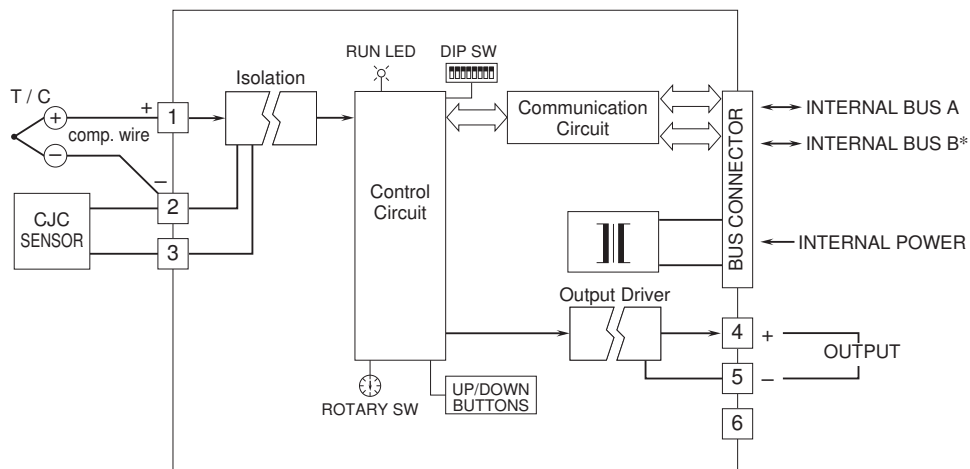 RUN LED
DIP SW
Isolation
T / C
+
+
1
comp. wire
−
−
2
CJC
SENSOR
3
Control
Circuit
Communication
Circuit
BUS CONNECTOR
INTERNAL BUS A
INTERNAL BUS B*
INTERNAL POWER
Output Driver
4
+
OUTPUT
5
−
6
ROTARY SW
UP/DOWN
BUTTONS